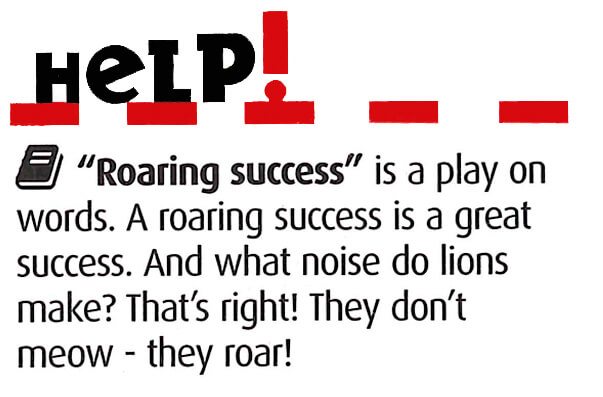 HeLP!
“Roaring success” is a play on
words. A roaring success is a great
success. And what noise do lions
make? That’s right! They don’t
meow - they roar!